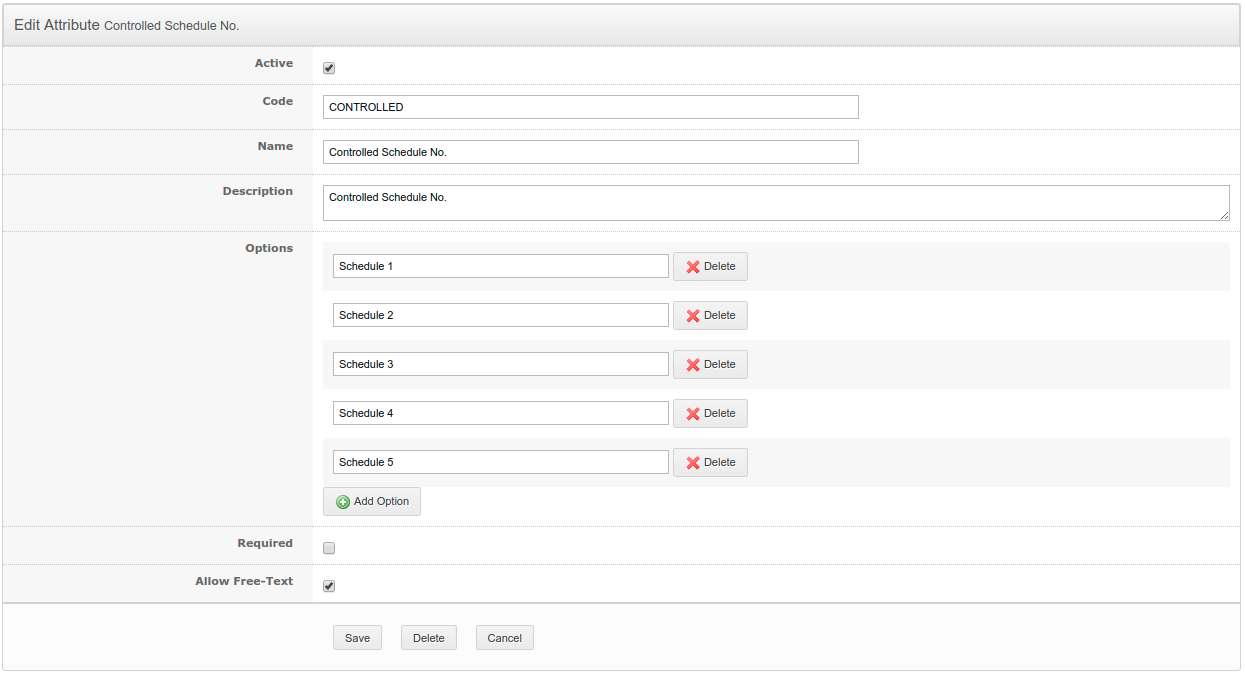 Edit Attribute Controlled Schedule No.
Active
Code CONTROLLED
Name Controlled Schedule No.
Description Controlled Schedule No.
Options Schedule 1 Delete
Schedule 2 Delete
Schedule 3 Delete
Schedule 4 Delete
Schedule 5 Delete
Add Option
Required
Allow Free-Text
Save Delete Cancel